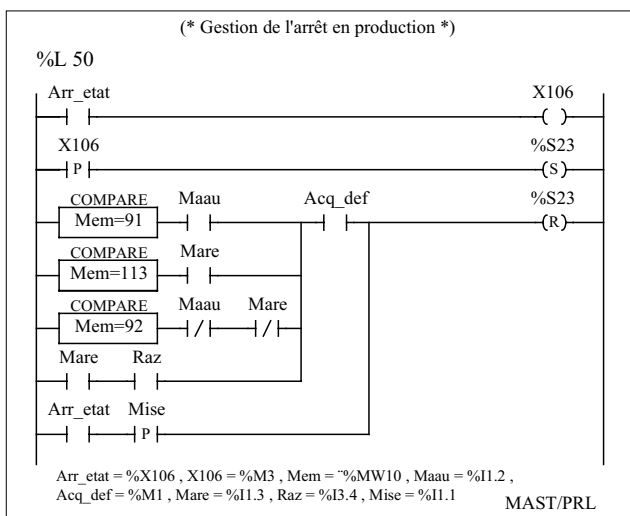 (* Gestion de l'arrêt en production *)
%L 50
Arr_etat X106
( )
X106 %S23
P (S)
COMPARE Maau Acq_def %S23
Mem=91 (R)
COMPARE Mare
Mem=113
COMPARE Maau Mare
Mem=92 / /
Mare Raz
Arr_etat Mise
P
Arr_etat = %X106 , X106 = %M3 , Mem = ¨%MW10 , Maau = %I1.2 ,
Acq_def = %M1 , Mare = %I1.3 , Raz = %I3.4 , Mise = %I1.1
MAST/PRL